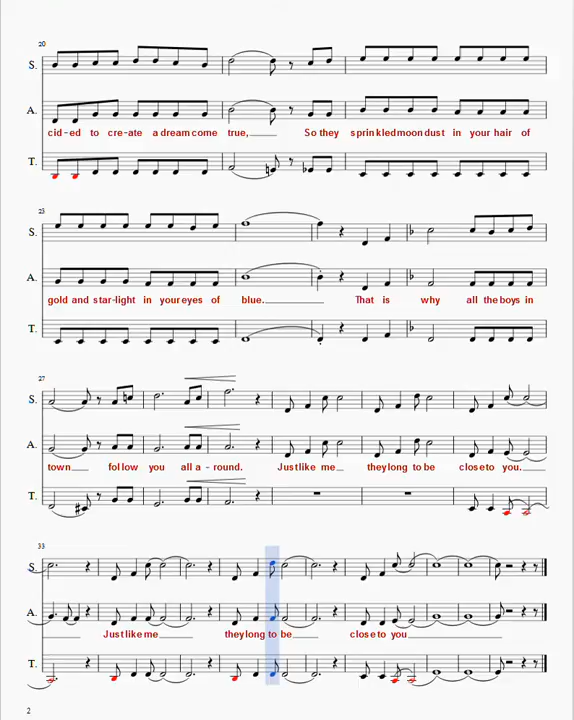 20
S.
A.
cid - ed to cre - ate a dream come true, So they sprinkled moon dust in your hair of
T.
23
S.
A.
gold and star-light in your eyes of blue. That is why all the boys in
T.
27
S.
A.
town follow you all a - round. Just like me they long to be close to you.
T.
33
S.
A.
Just like me they long to be close to you
T.
2